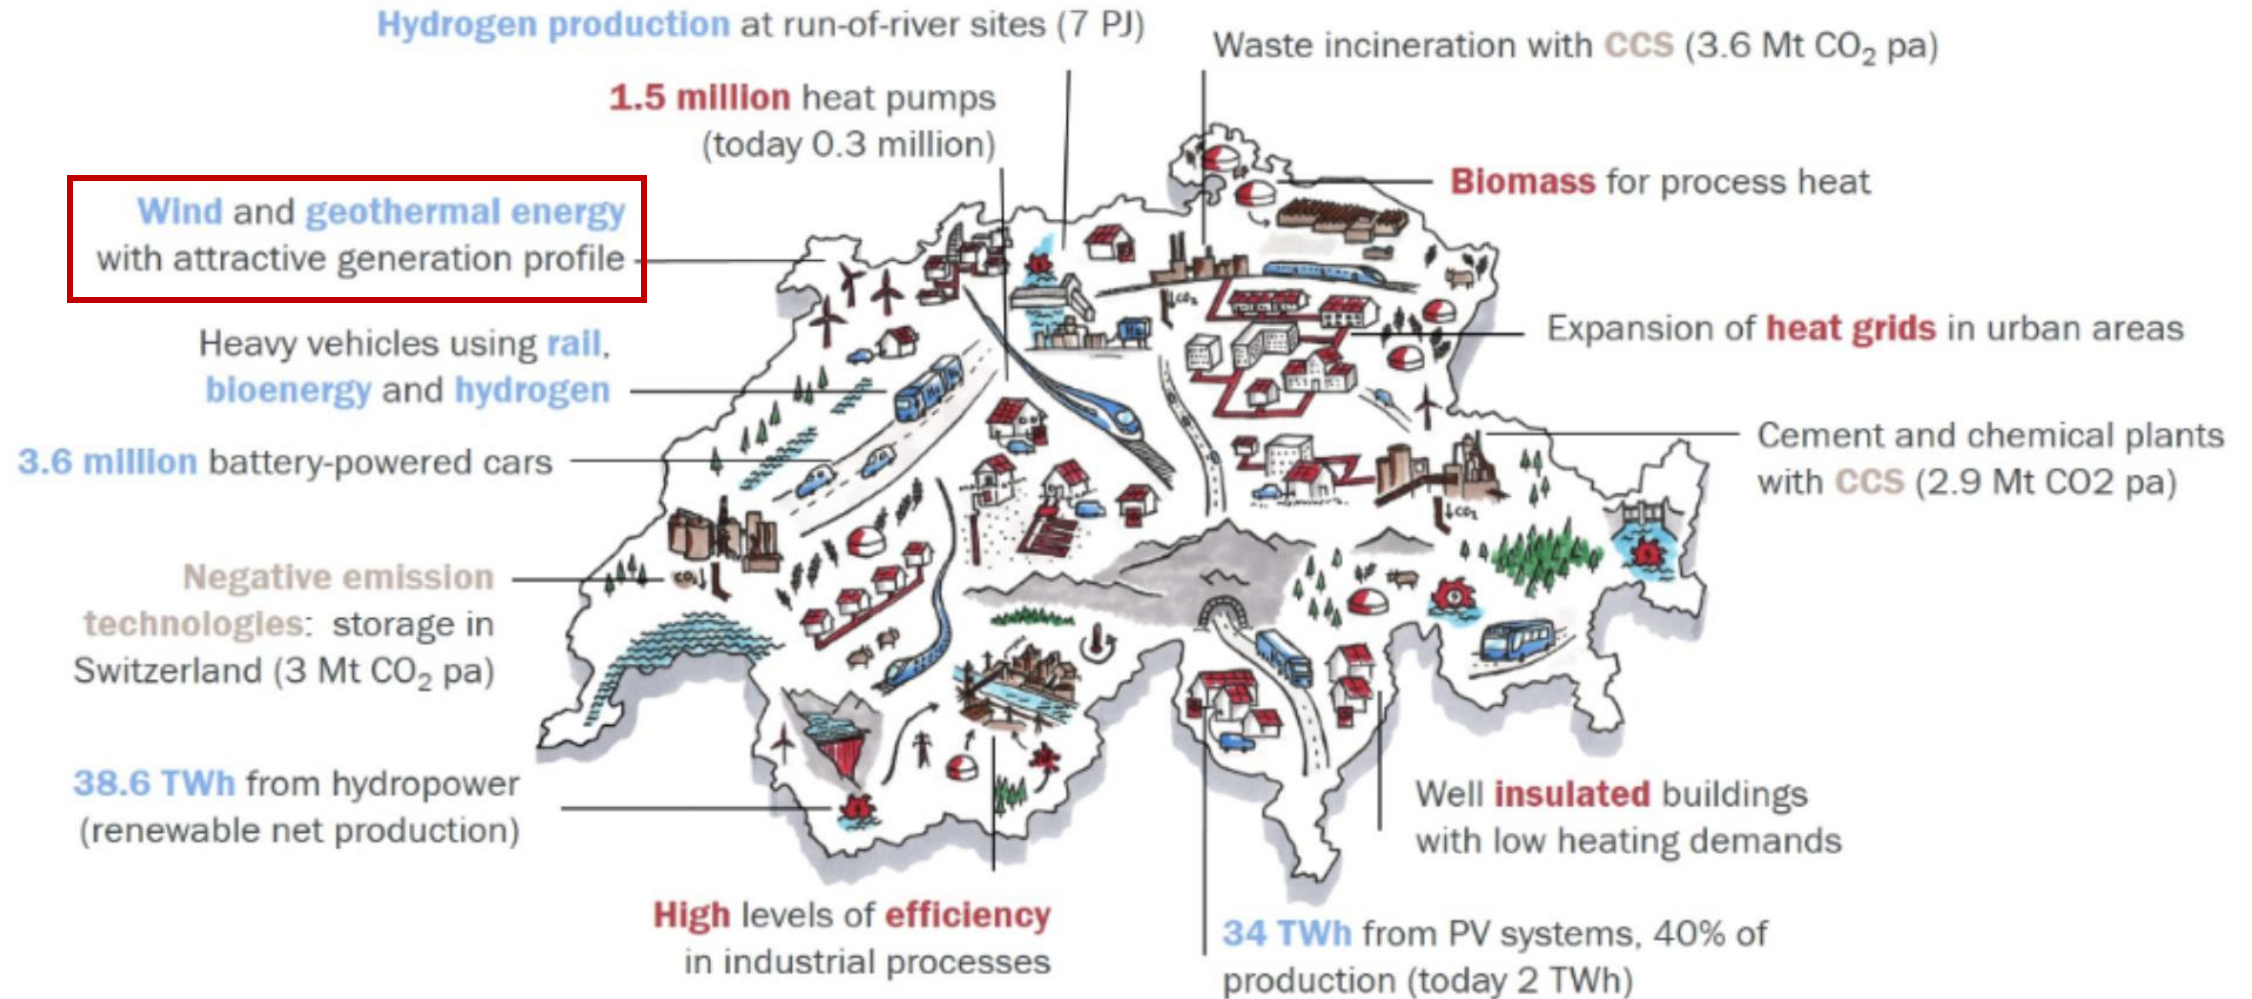 Hydrogen production at run-of-river sites (7 PJ)
Waste incineration with CCS (3.6 Mt CO₂ pa)
1.5 million heat pumps
(today 0.3 million)
Biomass for process heat
Wind and geothermal energy
with attractive generation profile
Heavy vehicles using rail,
bioenergy and hydrogen
Expansion of heat grids in urban areas
3.6 million battery-powered cars
Cement and chemical plants
with CCS (2.9 Mt CO2 pa)
Negative emission
technologies: storage in
Switzerland (3 Mt CO₂ pa)
38.6 TWh from hydropower
(renewable net production)
Well insulated buildings
with low heating demands
High levels of efficiency
in industrial processes
34 TWh from PV systems, 40% of
production (today 2 TWh)
CO₂
CO₂
CO₂